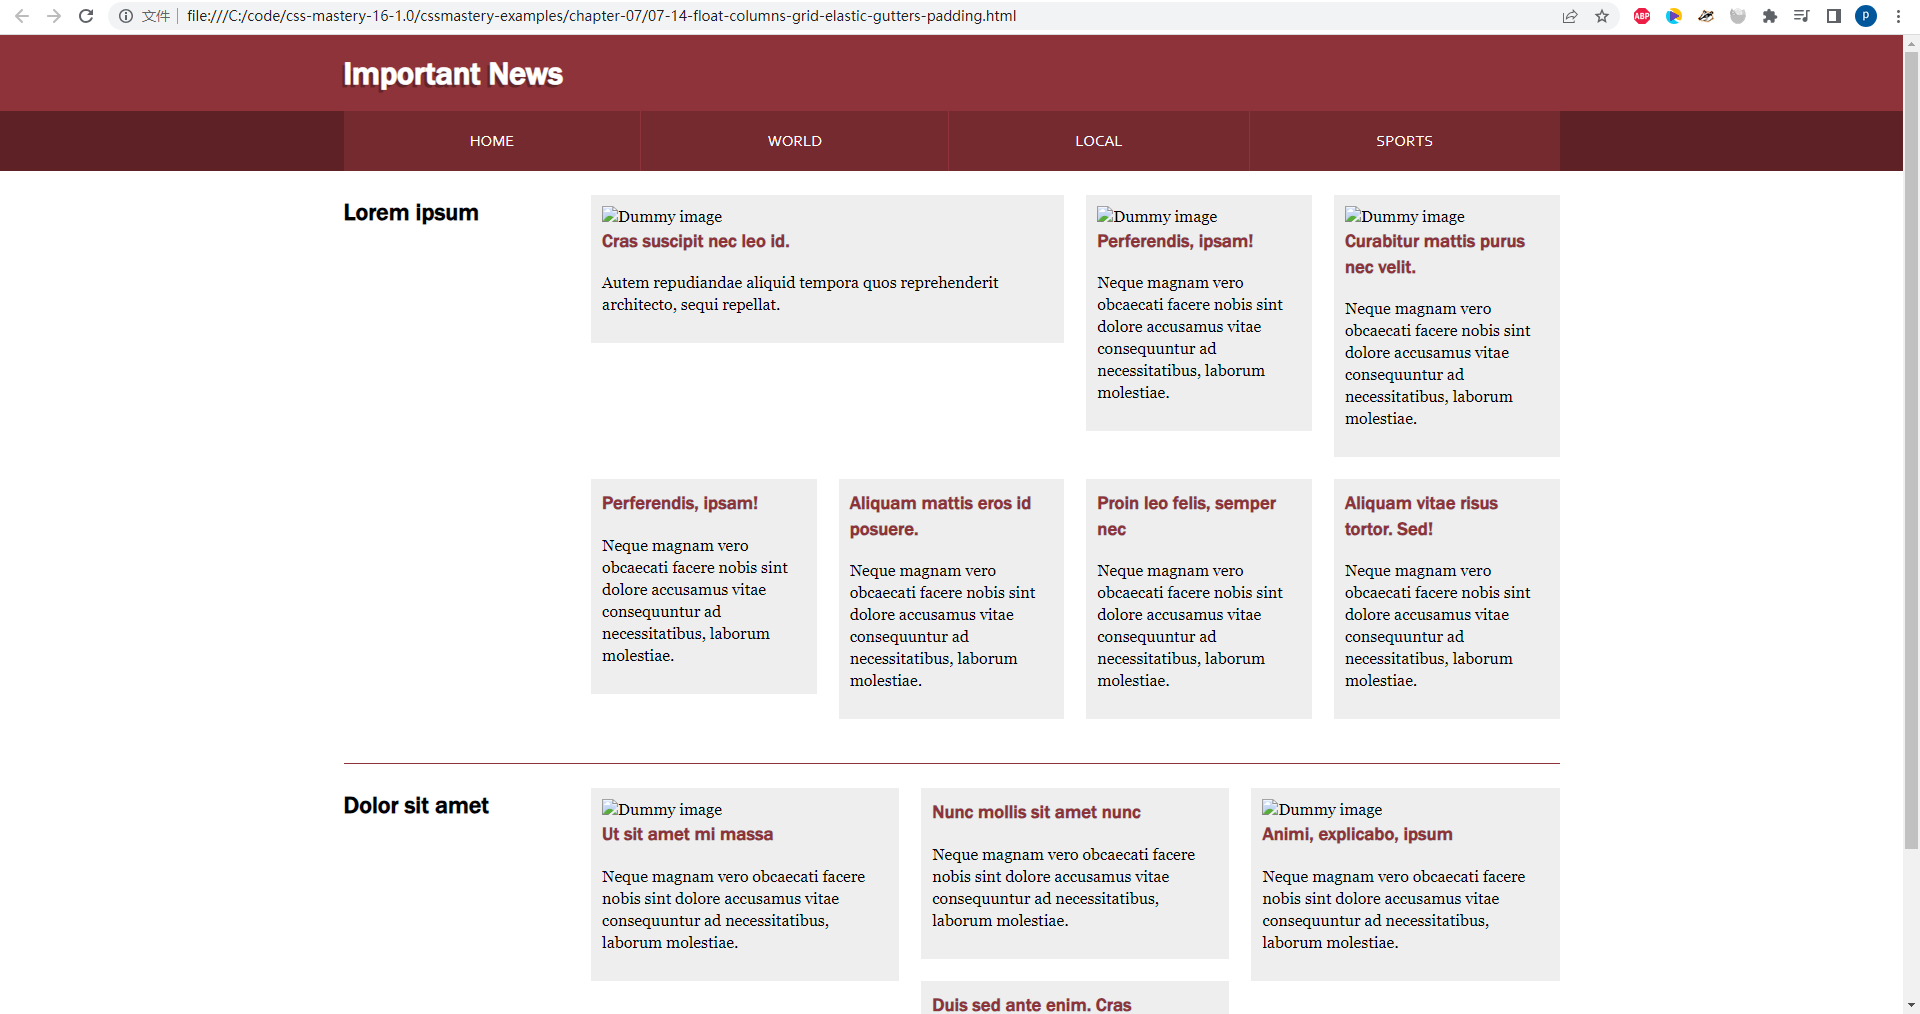 文件 file:///C:/code/css-mastery-16-1.0/cssmastery-examples/chapter-07/07-14-float-columns-grid-elastic-gutters-padding.html
ABP
P
Important News
HOME WORLD LOCAL SPORTS
Lorem ipsum
Dummy image
Cras suscipit nec leo id.
Autem repudiandae aliquid tempora quos reprehenderit
architecto, sequi repellat.
Dummy image
Perferendis, ipsam!
Neque magnam vero
obcaecati facere nobis sint
dolore accusamus vitae
consequuntur ad
necessitatibus, laborum
molestiae.
Dummy image
Curabitur mattis purus
nec velit.
Neque magnam vero
obcaecati facere nobis sint
dolore accusamus vitae
consequuntur ad
necessitatibus, laborum
molestiae.
Perferendis, ipsam!
Neque magnam vero
obcaecati facere nobis sint
dolore accusamus vitae
consequuntur ad
necessitatibus, laborum
molestiae.
Aliquam mattis eros id
posuere.
Neque magnam vero
obcaecati facere nobis sint
dolore accusamus vitae
consequuntur ad
necessitatibus, laborum
molestiae.
Proin leo felis, semper
nec
Neque magnam vero
obcaecati facere nobis sint
dolore accusamus vitae
consequuntur ad
necessitatibus, laborum
molestiae.
Aliquam vitae risus
tortor. Sed!
Neque magnam vero
obcaecati facere nobis sint
dolore accusamus vitae
consequuntur ad
necessitatibus, laborum
molestiae.
Dolor sit amet
Dummy image
Ut sit amet mi massa
Neque magnam vero obcaecati facere
nobis sint dolore accusamus vitae
consequuntur ad necessitatibus,
laborum molestiae.
Nunc mollis sit amet nunc
Neque magnam vero obcaecati facere
nobis sint dolore accusamus vitae
consequuntur ad necessitatibus,
laborum molestiae.
Duis sed ante enim. Cras
Dummy image
Animi, explicabo, ipsum
Neque magnam vero obcaecati facere
nobis sint dolore accusamus vitae
consequuntur ad necessitatibus,
laborum molestiae.